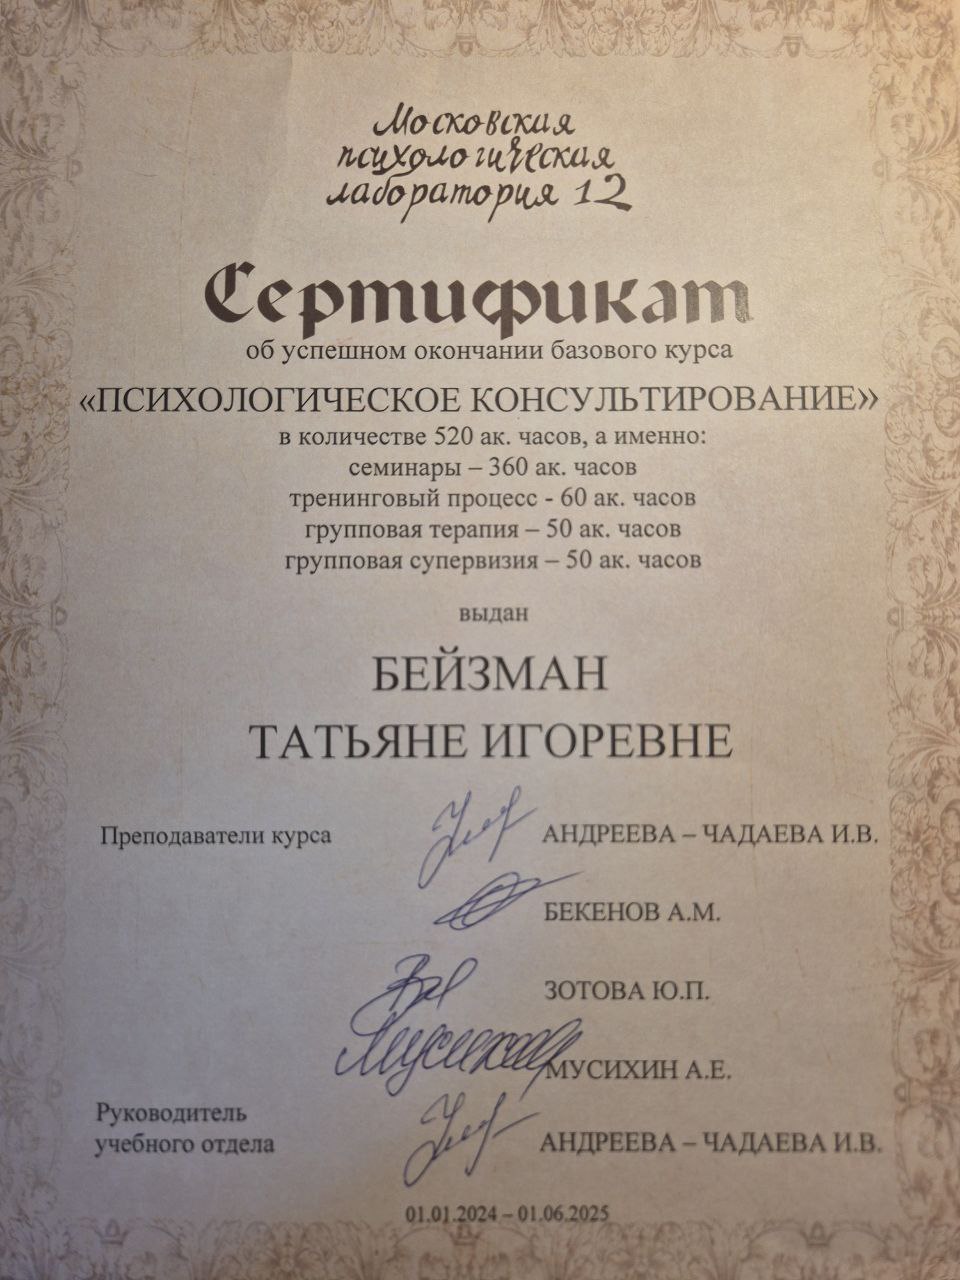 Московская
психологическая
лаборатория 12
Сертификат
об успешном окончании базового курса
«ПСИХОЛОГИЧЕСКОЕ КОНСУЛЬТИРОВАНИЕ»
в количестве 520 ак. часов, а именно:
семинары – 360 ак. часов
тренинговый процесс - 60 ак. часов
групповая терапия – 50 ак. часов
групповая супервизия – 50 ак. часов
выдан
БЕЙЗМАН
ТАТЬЯНЕ ИГОРЕВНЕ
Преподаватели курса АНДРЕЕВА – ЧАДАЕВА И.В.
БЕКЕНОВ А.М.
ЗОТОВА Ю.П.
МУСИХИН А.Е.
Руководитель
учебного отдела АНДРЕЕВА – ЧАДАЕВА И.В.
01.01.2024 – 01.06.2025